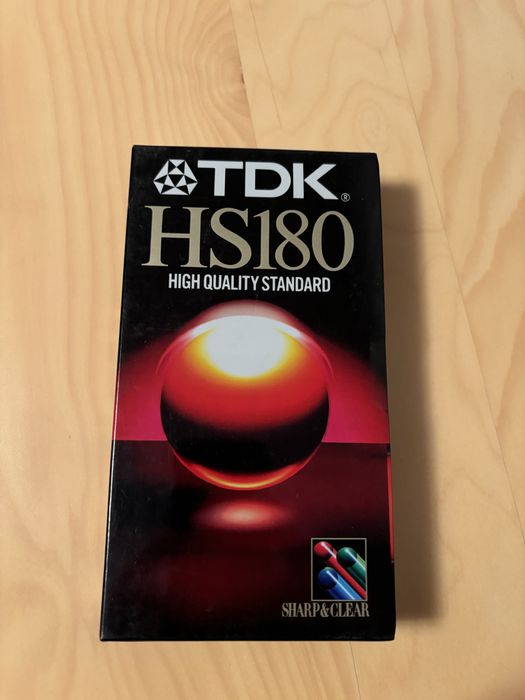 TDK®
HS180
HIGH QUALITY STANDARD
SHARP&CLEAR